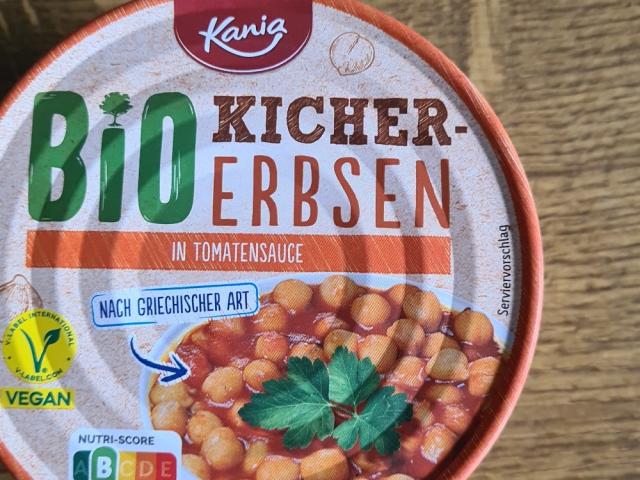 Kania
BiO KICHER-
ERBSEN
IN TOMATENSAUCE
NACH GRIECHISCHER ART
Serviervorschlag
V-LABEL INTERNATIONAL
V-LABEL.COM
VEGAN
NUTRI-SCORE
A B C D E